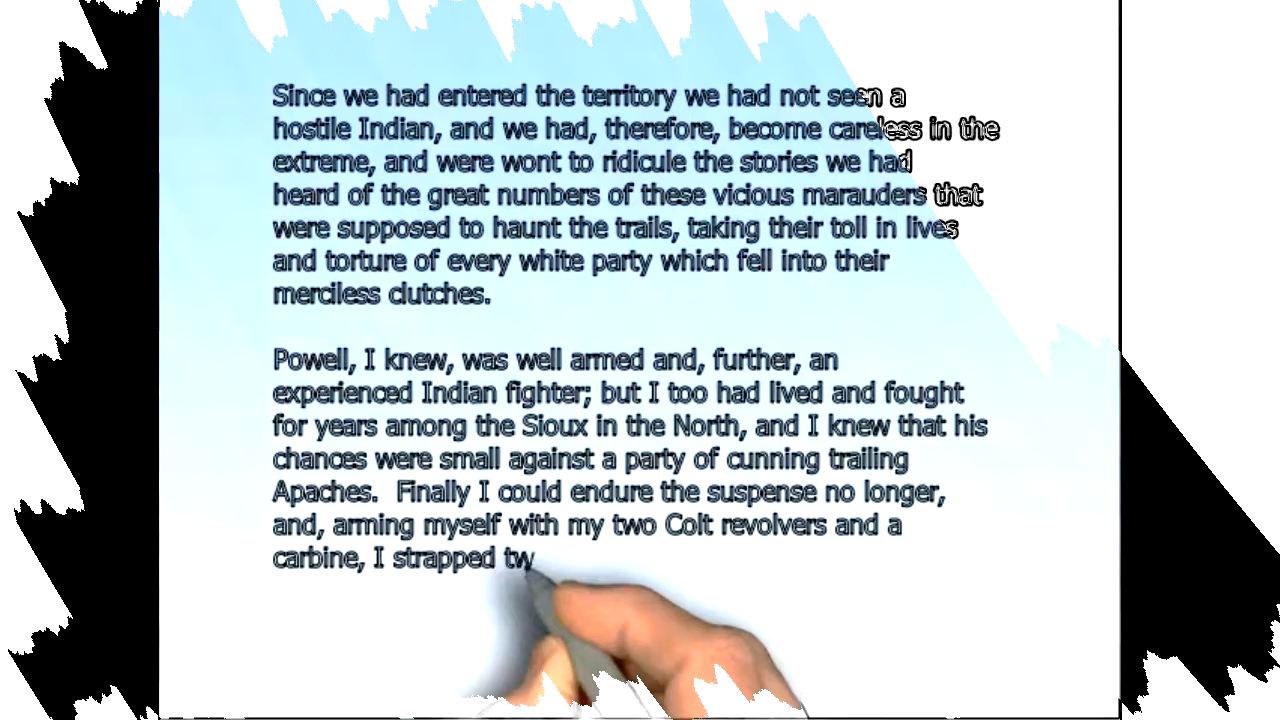 Since we had entered the territory we had not seen a
hostile Indian, and we had, therefore, become careless in the
extreme, and were wont to ridicule the stories we had
heard of the great numbers of these vicious marauders that
were supposed to haunt the trails, taking their toll in lives
and torture of every white party which fell into their
merciless clutches.

Powell, I knew, was well armed and, further, an
experienced Indian fighter; but I too had lived and fought
for years among the Sioux in the North, and I knew that his
chances were small against a party of cunning trailing
Apaches.  Finally I could endure the suspense no longer,
and, arming myself with my two Colt revolvers and a
carbine, I strapped tw